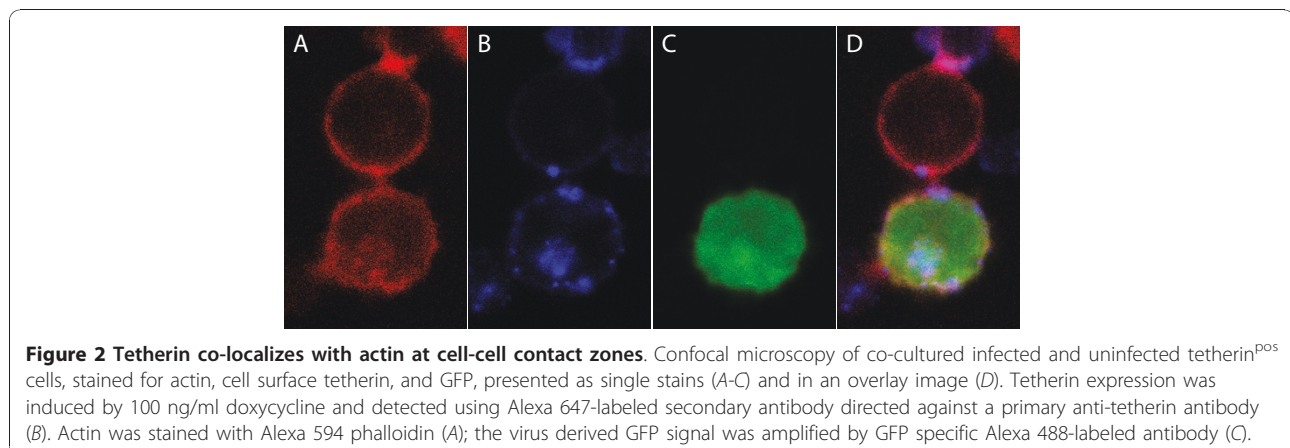 A B C D
Figure 2 Tetherin co-localizes with actin at cell-cell contact zones. Confocal microscopy of co-cultured infected and uninfected tetherinpos
cells, stained for actin, cell surface tetherin, and GFP, presented as single stains (A-C) and in an overlay image (D). Tetherin expression was
induced by 100 ng/ml doxycycline and detected using Alexa 647-labeled secondary antibody directed against a primary anti-tetherin antibody
(B). Actin was stained with Alexa 594 phalloidin (A); the virus derived GFP signal was amplified by GFP specific Alexa 488-labeled antibody (C).